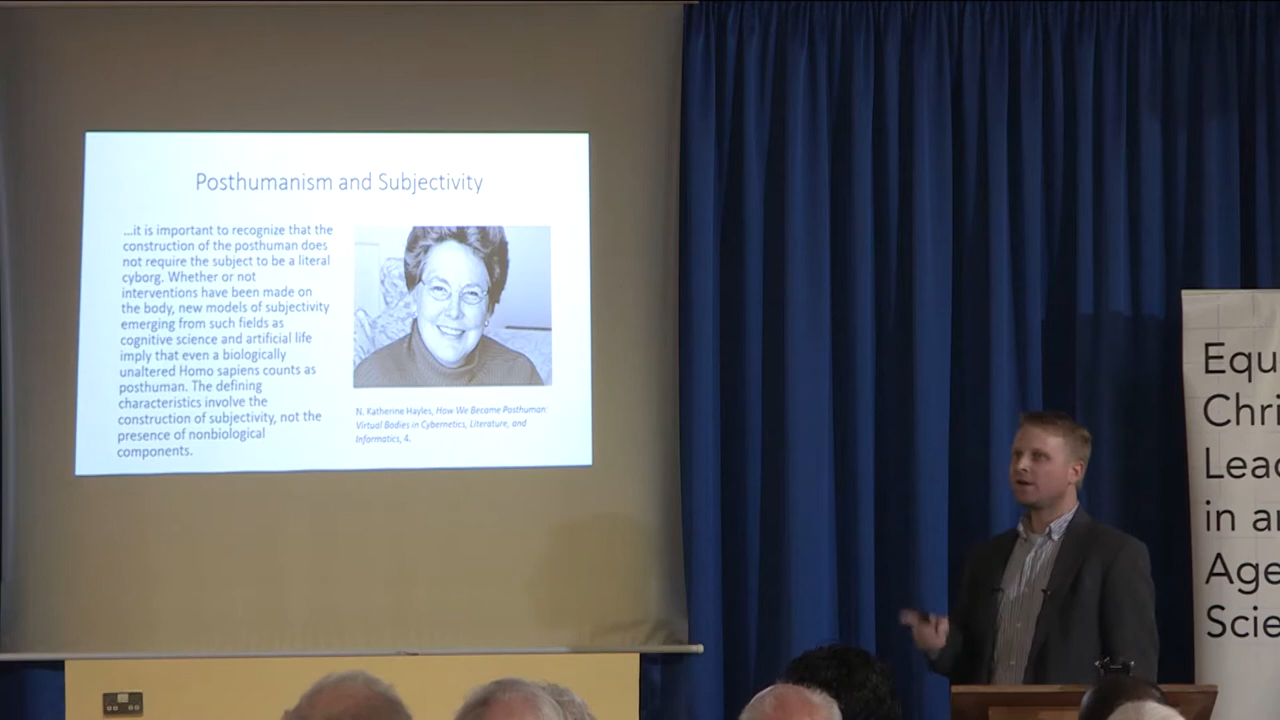 Posthumanism and Subjectivity
...it is important to recognize that the
construction of the posthuman does
not require the subject to be a literal
cyborg. Whether or not
interventions have been made on
the body, new models of subjectivity
emerging from such fields as
cognitive science and artificial life
imply that even a biologically
unaltered Homo sapiens counts as
posthuman. The defining
characteristics involve the
construction of subjectivity, not the
presence of nonbiological
components.
N. Katherine Hayles, How We Became Posthuman:
Virtual Bodies in Cybernetics, Literature, and
Informatics, 4.
Equ
Chri
Lead
in a
Age
Scie